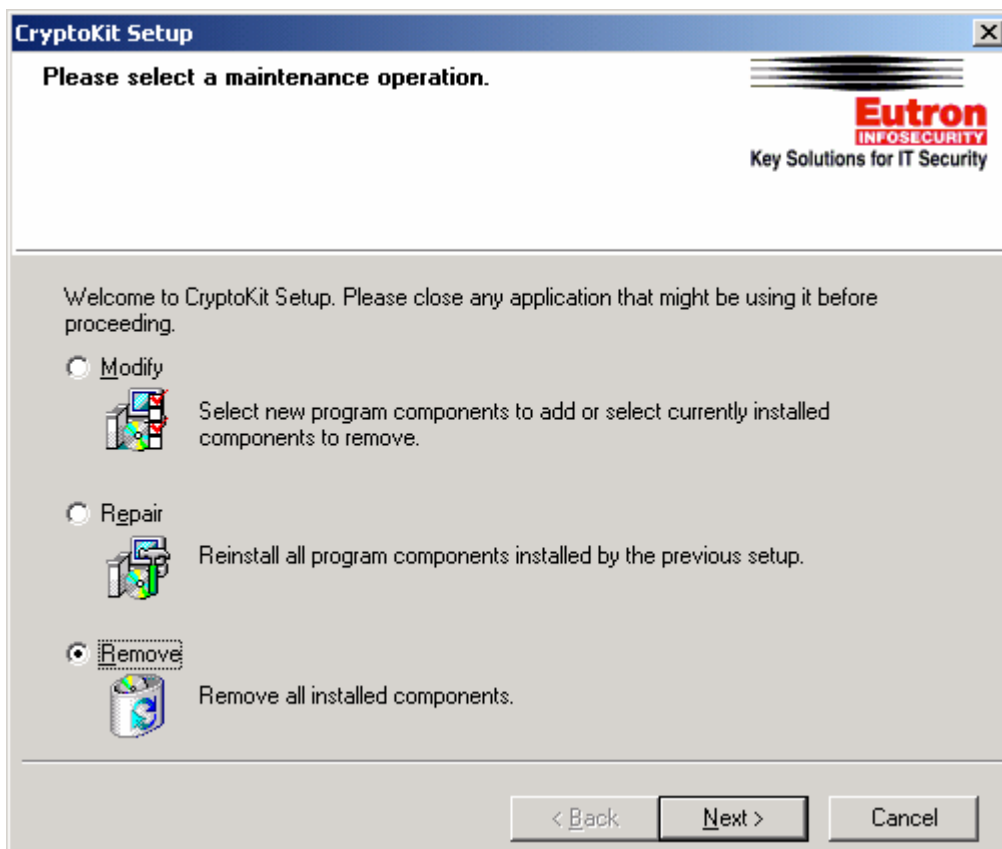 CryptoKit Setup
Please select a maintenance operation.
Eutron
INFOSECURITY
Key Solutions for IT Security
Welcome to CryptoKit Setup. Please close any application that might be using it before
proceeding.
Modify
Select new program components to add or select currently installed
components to remove.
Repair
Reinstall all program components installed by the previous setup.
Remove
Remove all installed components.
< Back
Next >
Cancel